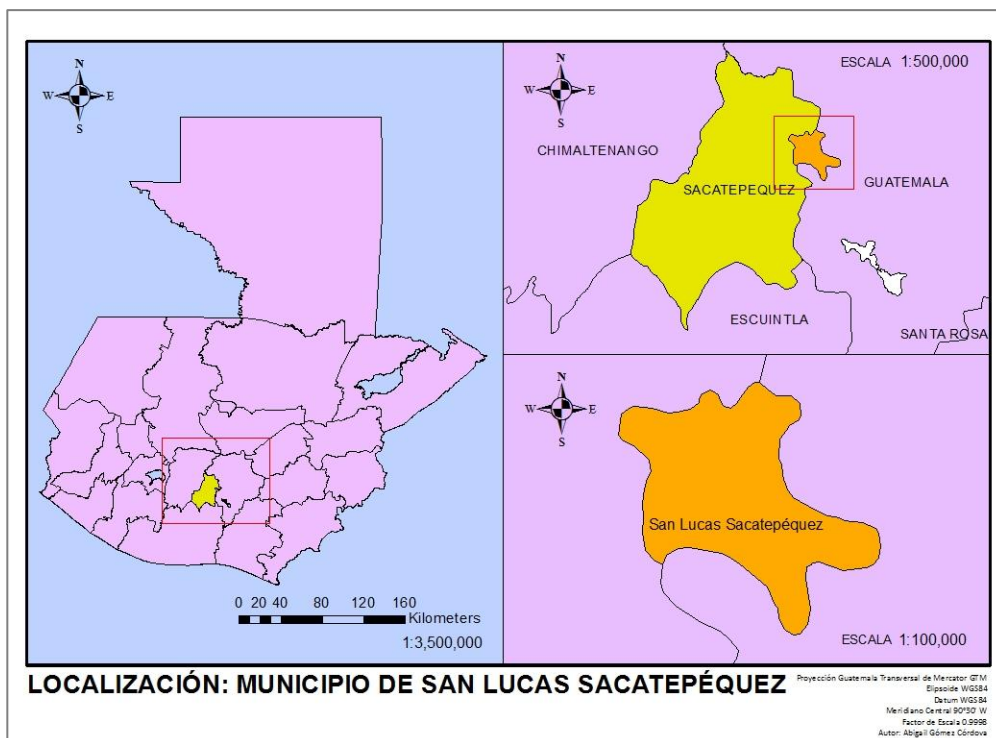 N
W E
S
0 20 40 80 120 160
Kilometers
1:3,500,000
N
W E
S
ESCALA 1:500,000
CHIMALTENANGO
SACATEPEQUEZ
GUATEMALA
ESCUINTLA
SANTA ROSA
N
W E
S
San Lucas Sacatepéquez
ESCALA 1:100,000
LOCALIZACIÓN: MUNICIPIO DE SAN LUCAS SACATEPÉQUEZ
Proyección Guatemala Transversal de Mercator GTM
Elipsoide WGS84
Datum WGS84
Meridiano Central 90°30' W
Factor de Escala 0.9998
Autor: Abigail Gómez Córdova